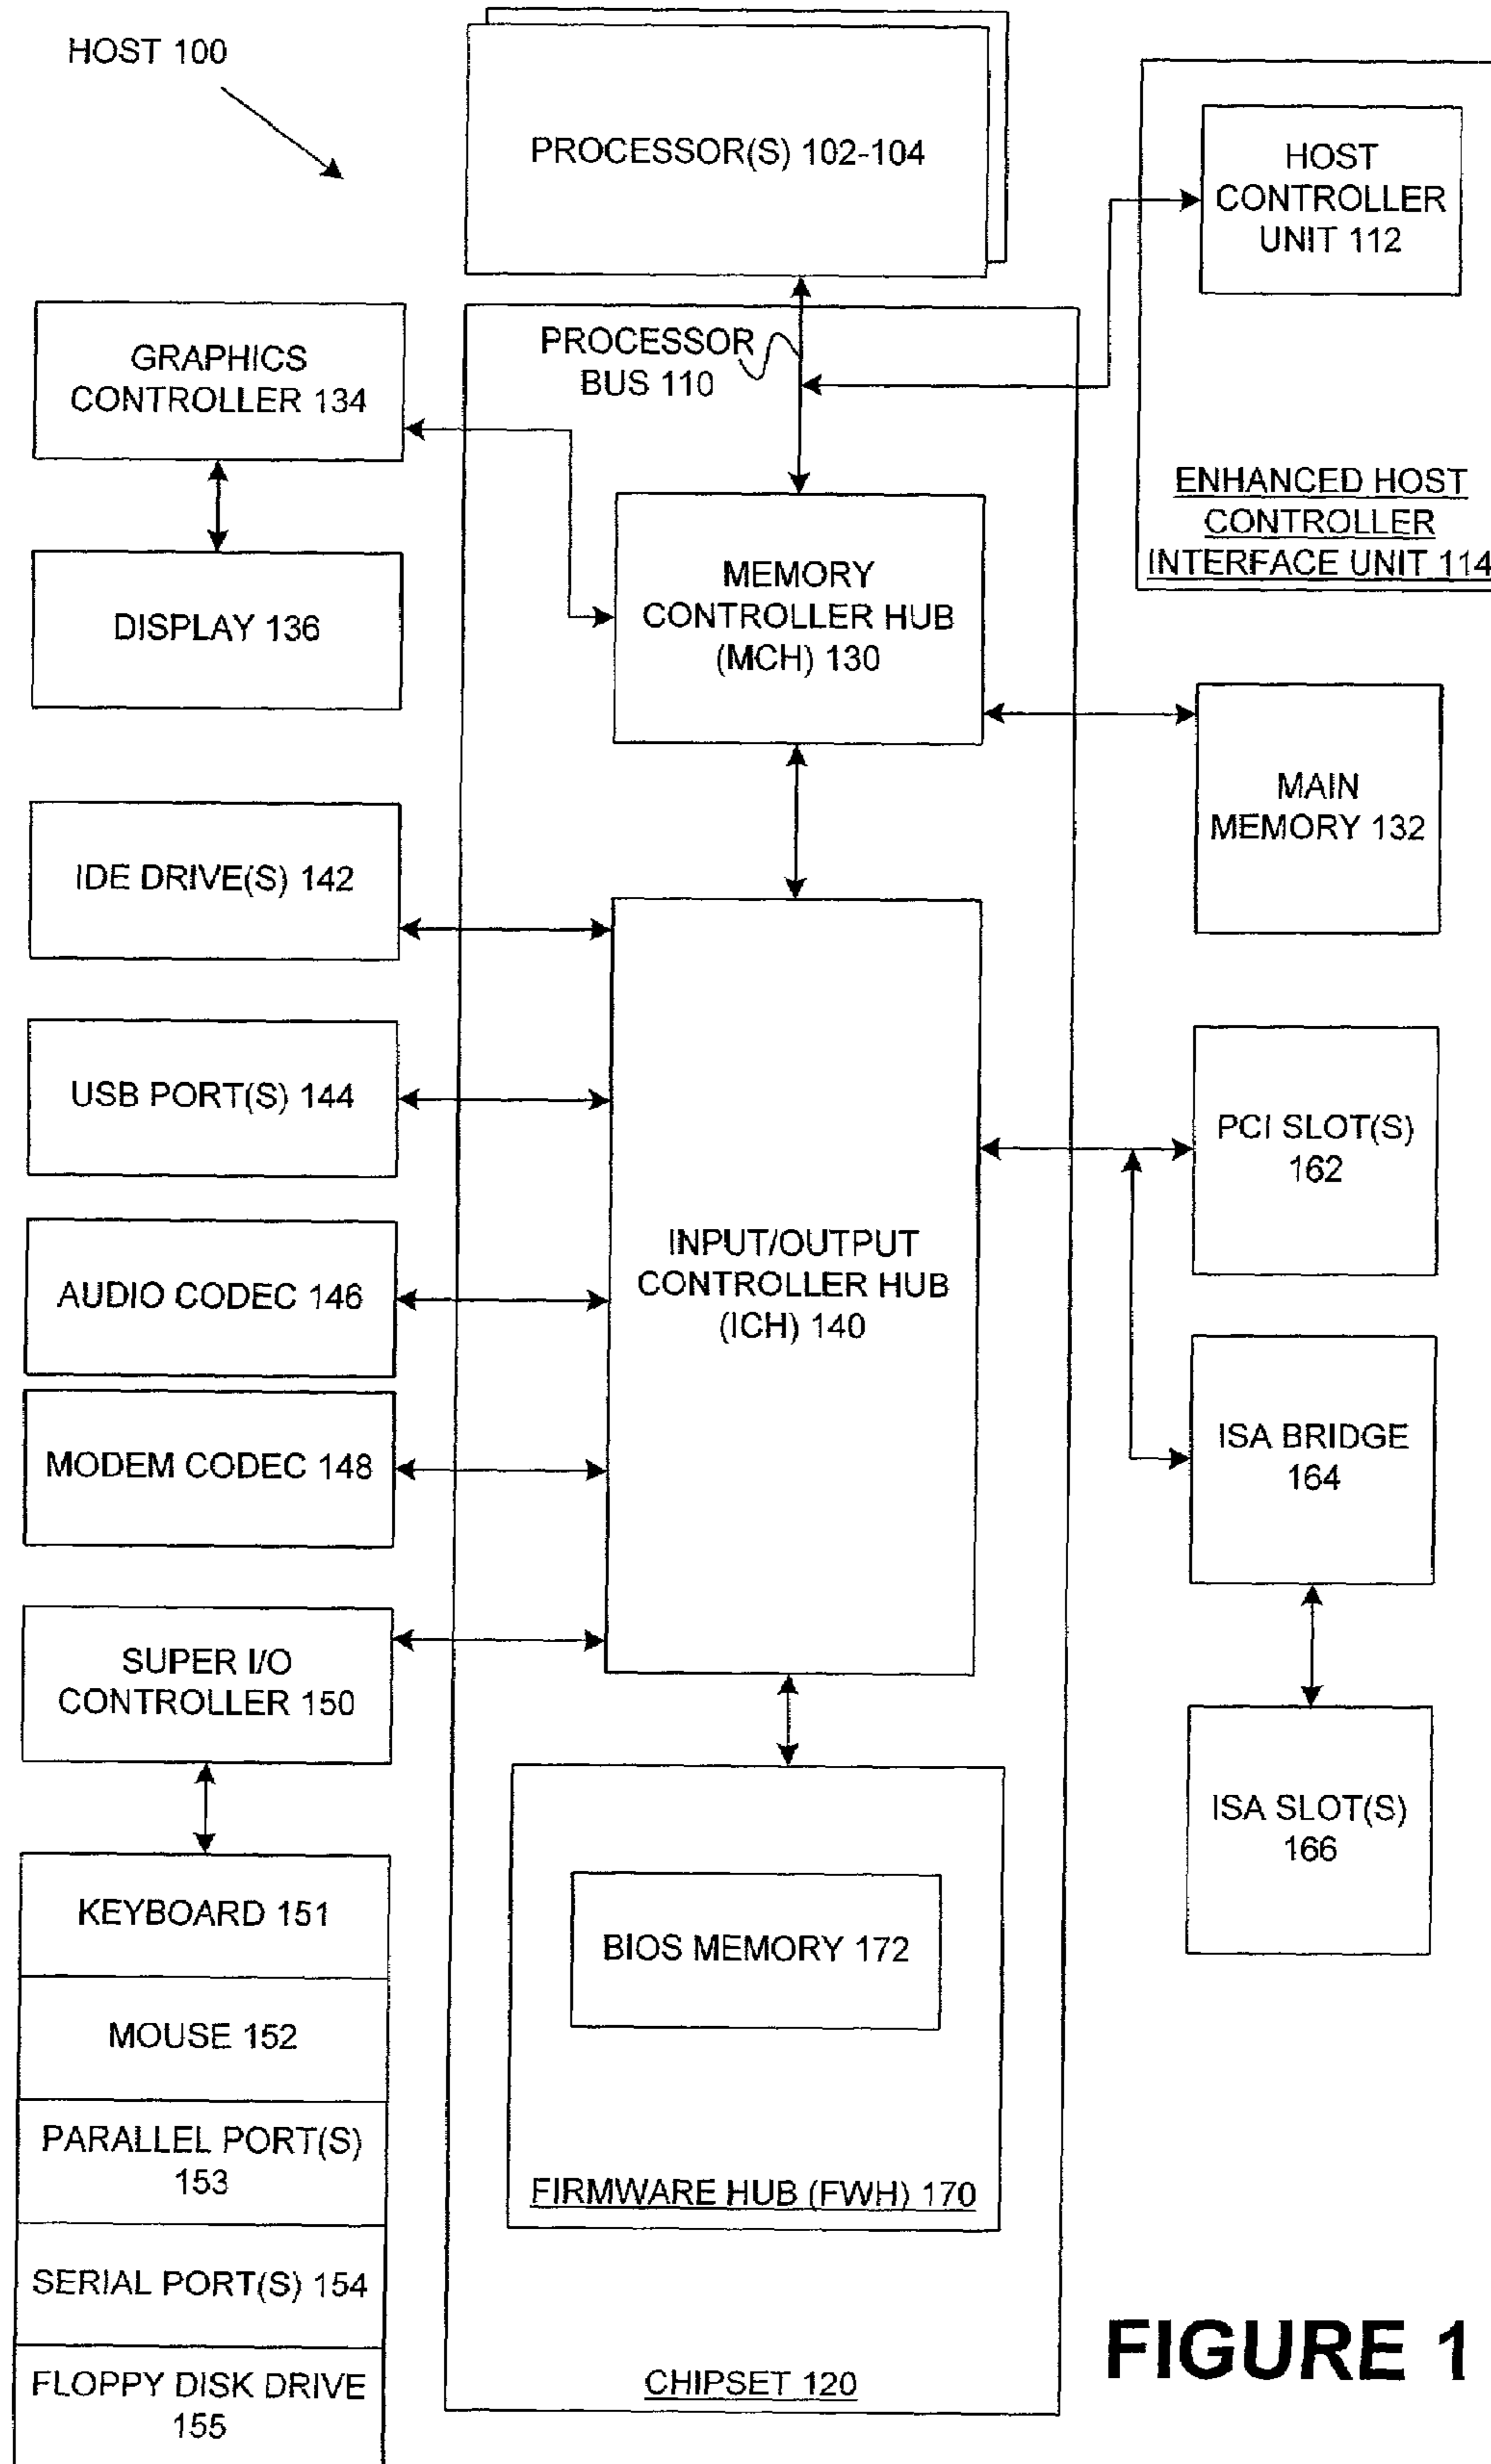 HOST 100
PROCESSOR(S) 102-104
HOST
CONTROLLER
UNIT 112
ENHANCED HOST
CONTROLLER
INTERFACE UNIT 114
PROCESSOR
BUS 110
GRAPHICS
CONTROLLER 134
DISPLAY 136
MEMORY
CONTROLLER HUB
(MCH) 130
MAIN
MEMORY 132
IDE DRIVE(S) 142
USB PORT(S) 144
AUDIO CODEC 146
MODEM CODEC 148
SUPER I/O
CONTROLLER 150
INPUT/OUTPUT
CONTROLLER HUB
(ICH) 140
PCI SLOT(S)
162
ISA BRIDGE
164
ISA SLOT(S)
166
KEYBOARD 151
MOUSE 152
PARALLEL PORT(S)
153
SERIAL PORT(S) 154
FLOPPY DISK DRIVE
155
BIOS MEMORY 172
FIRMWARE HUB (FWH) 170
CHIPSET 120
FIGURE 1